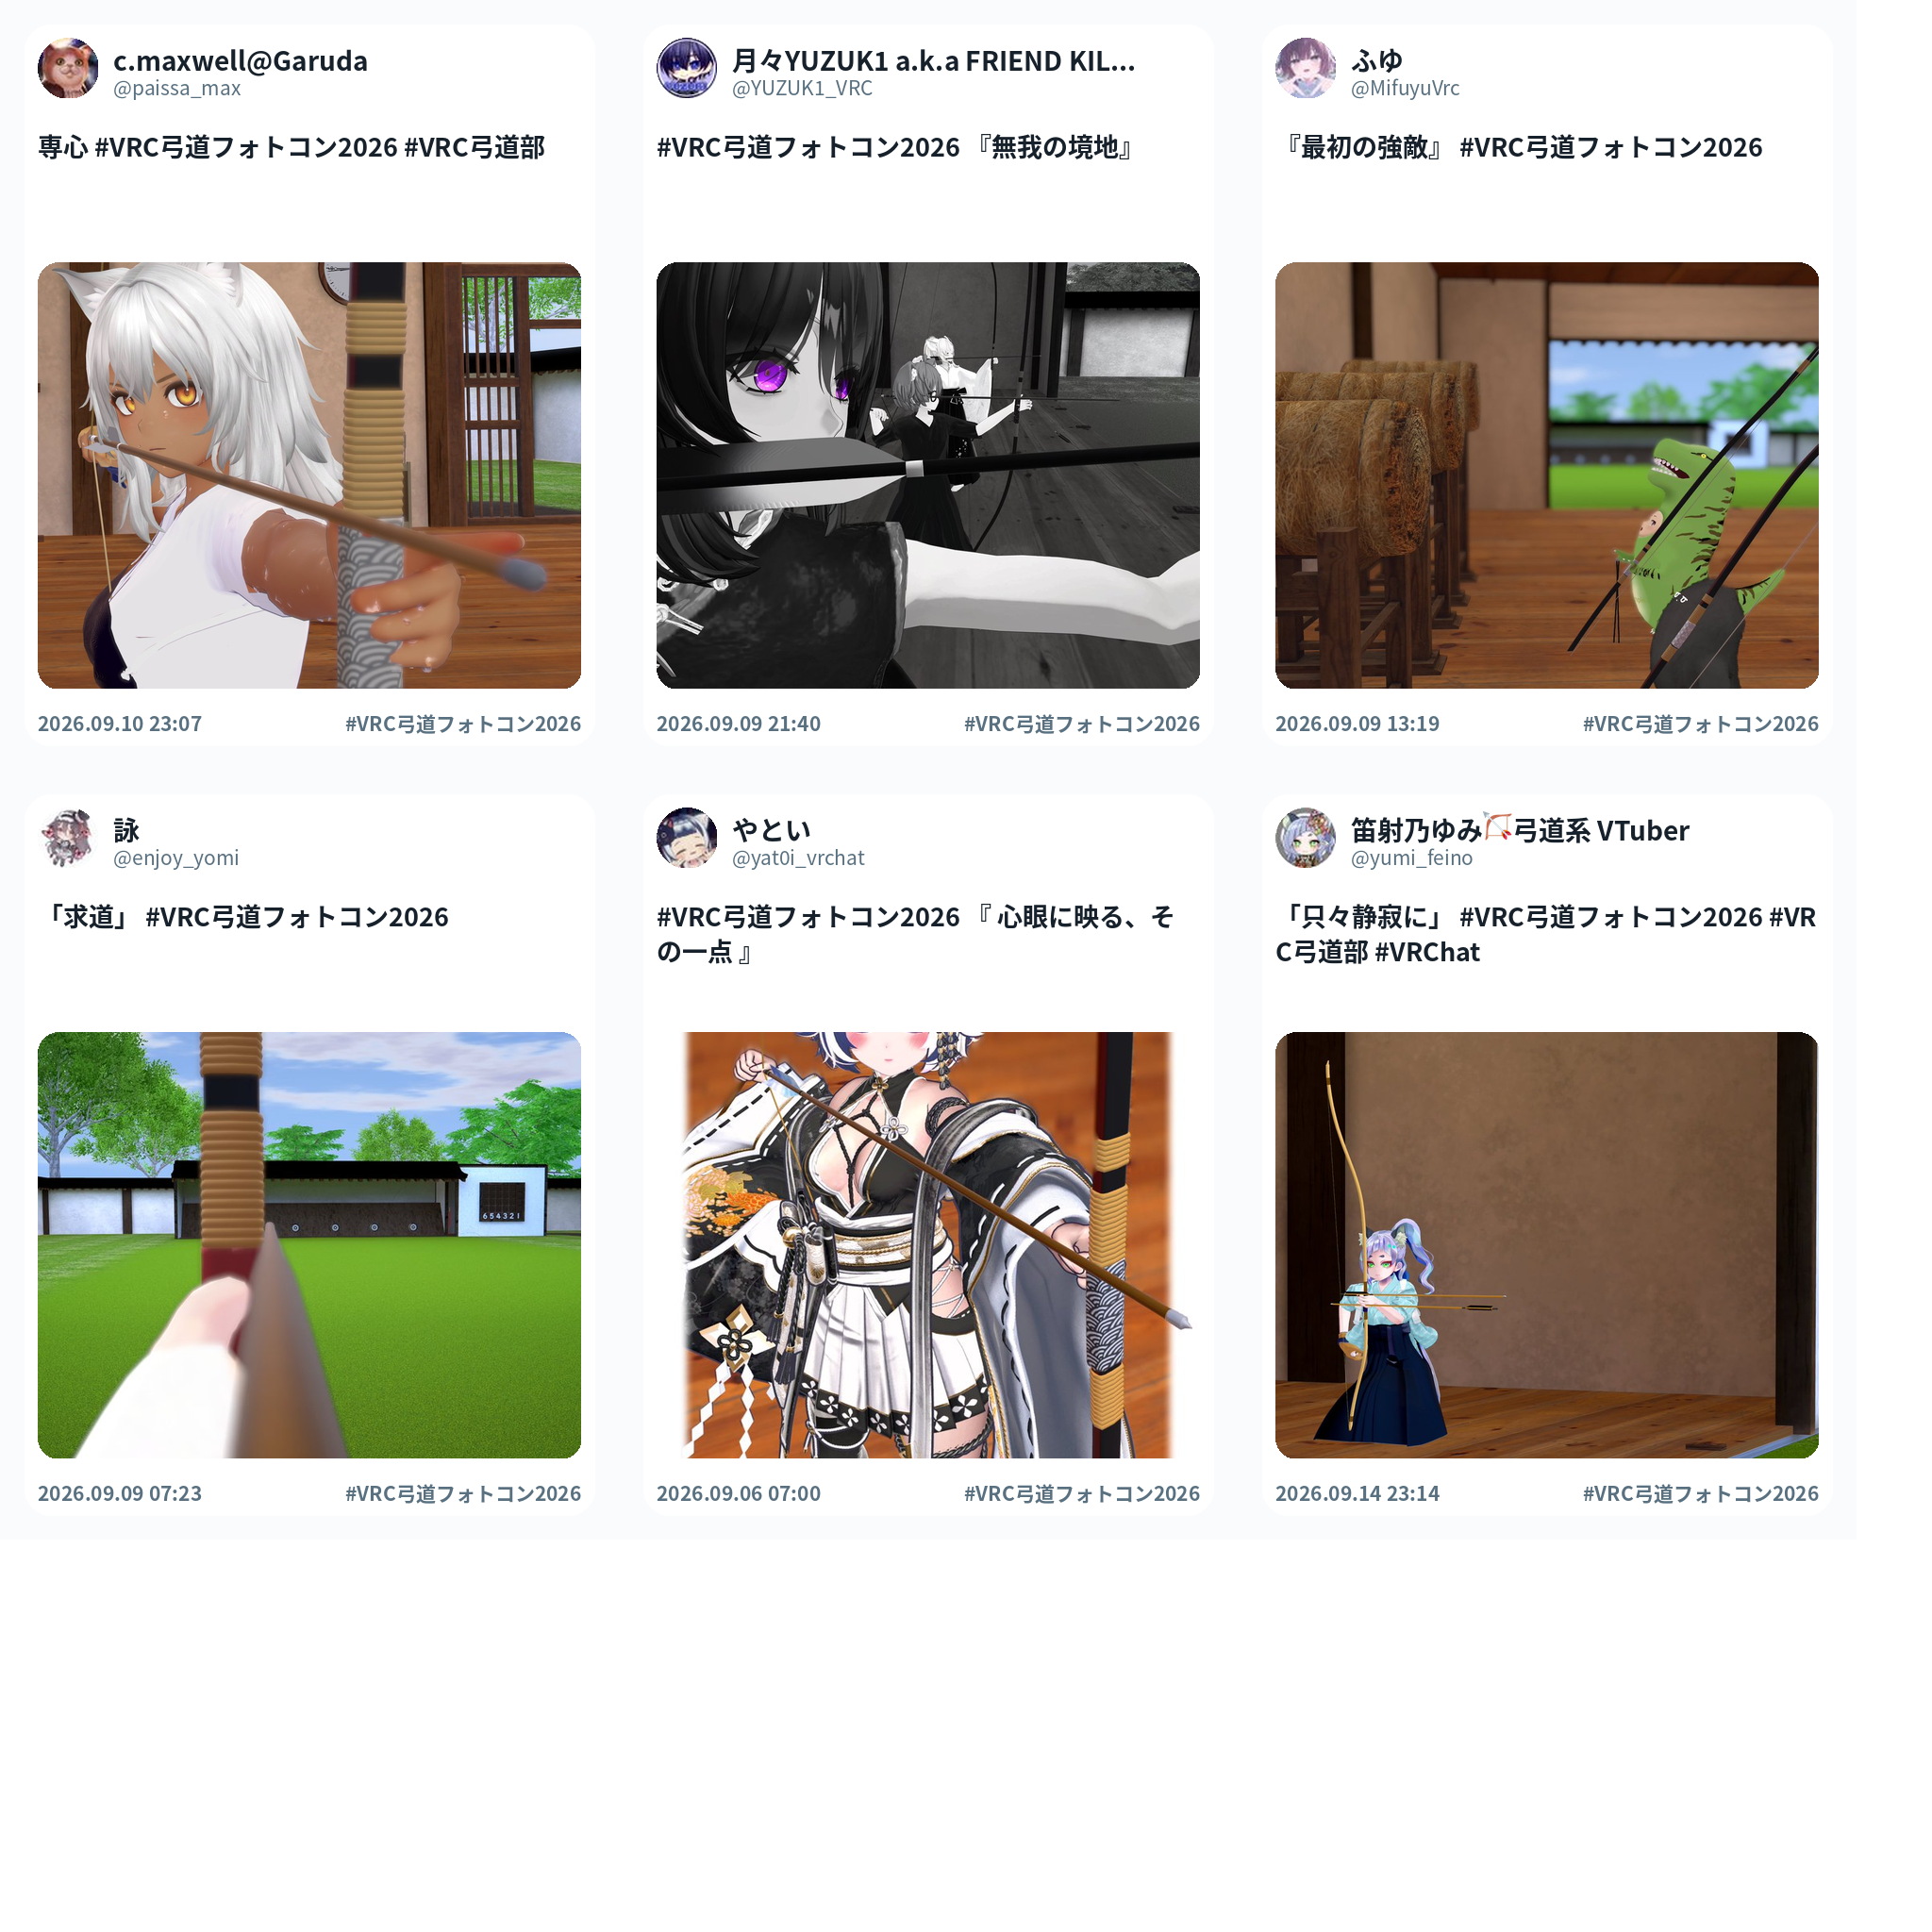 c.maxwell@Garuda
@paissa_max
専心 #VRC弓道フォトコン2026 #VRC弓道部
2026.09.10 23:07
#VRC弓道フォトコン2026
月々YUZUK1 a.k.a FRIEND KIL...
@YUZUK1_VRC
#VRC弓道フォトコン2026 『無我の境地』
2026.09.09 21:40
#VRC弓道フォトコン2026
ふゆ
@MifuyuVrc
『最初の強敵』 #VRC弓道フォトコン2026
2026.09.09 13:19
#VRC弓道フォトコン2026
詠
@enjoy_yomi
「求道」 #VRC弓道フォトコン2026
654321
2026.09.09 07:23
#VRC弓道フォトコン2026
やとい
@yat0i_vrchat
#VRC弓道フォトコン2026 『 心眼に映る、そ
の一点 』
2026.09.06 07:00
#VRC弓道フォトコン2026
笛射乃ゆみ🏹弓道系 VTuber
@yumi_feino
「只々静寂に」 #VRC弓道フォトコン2026 #VR
C弓道部 #VRChat
2026.09.14 23:14
#VRC弓道フォトコン2026